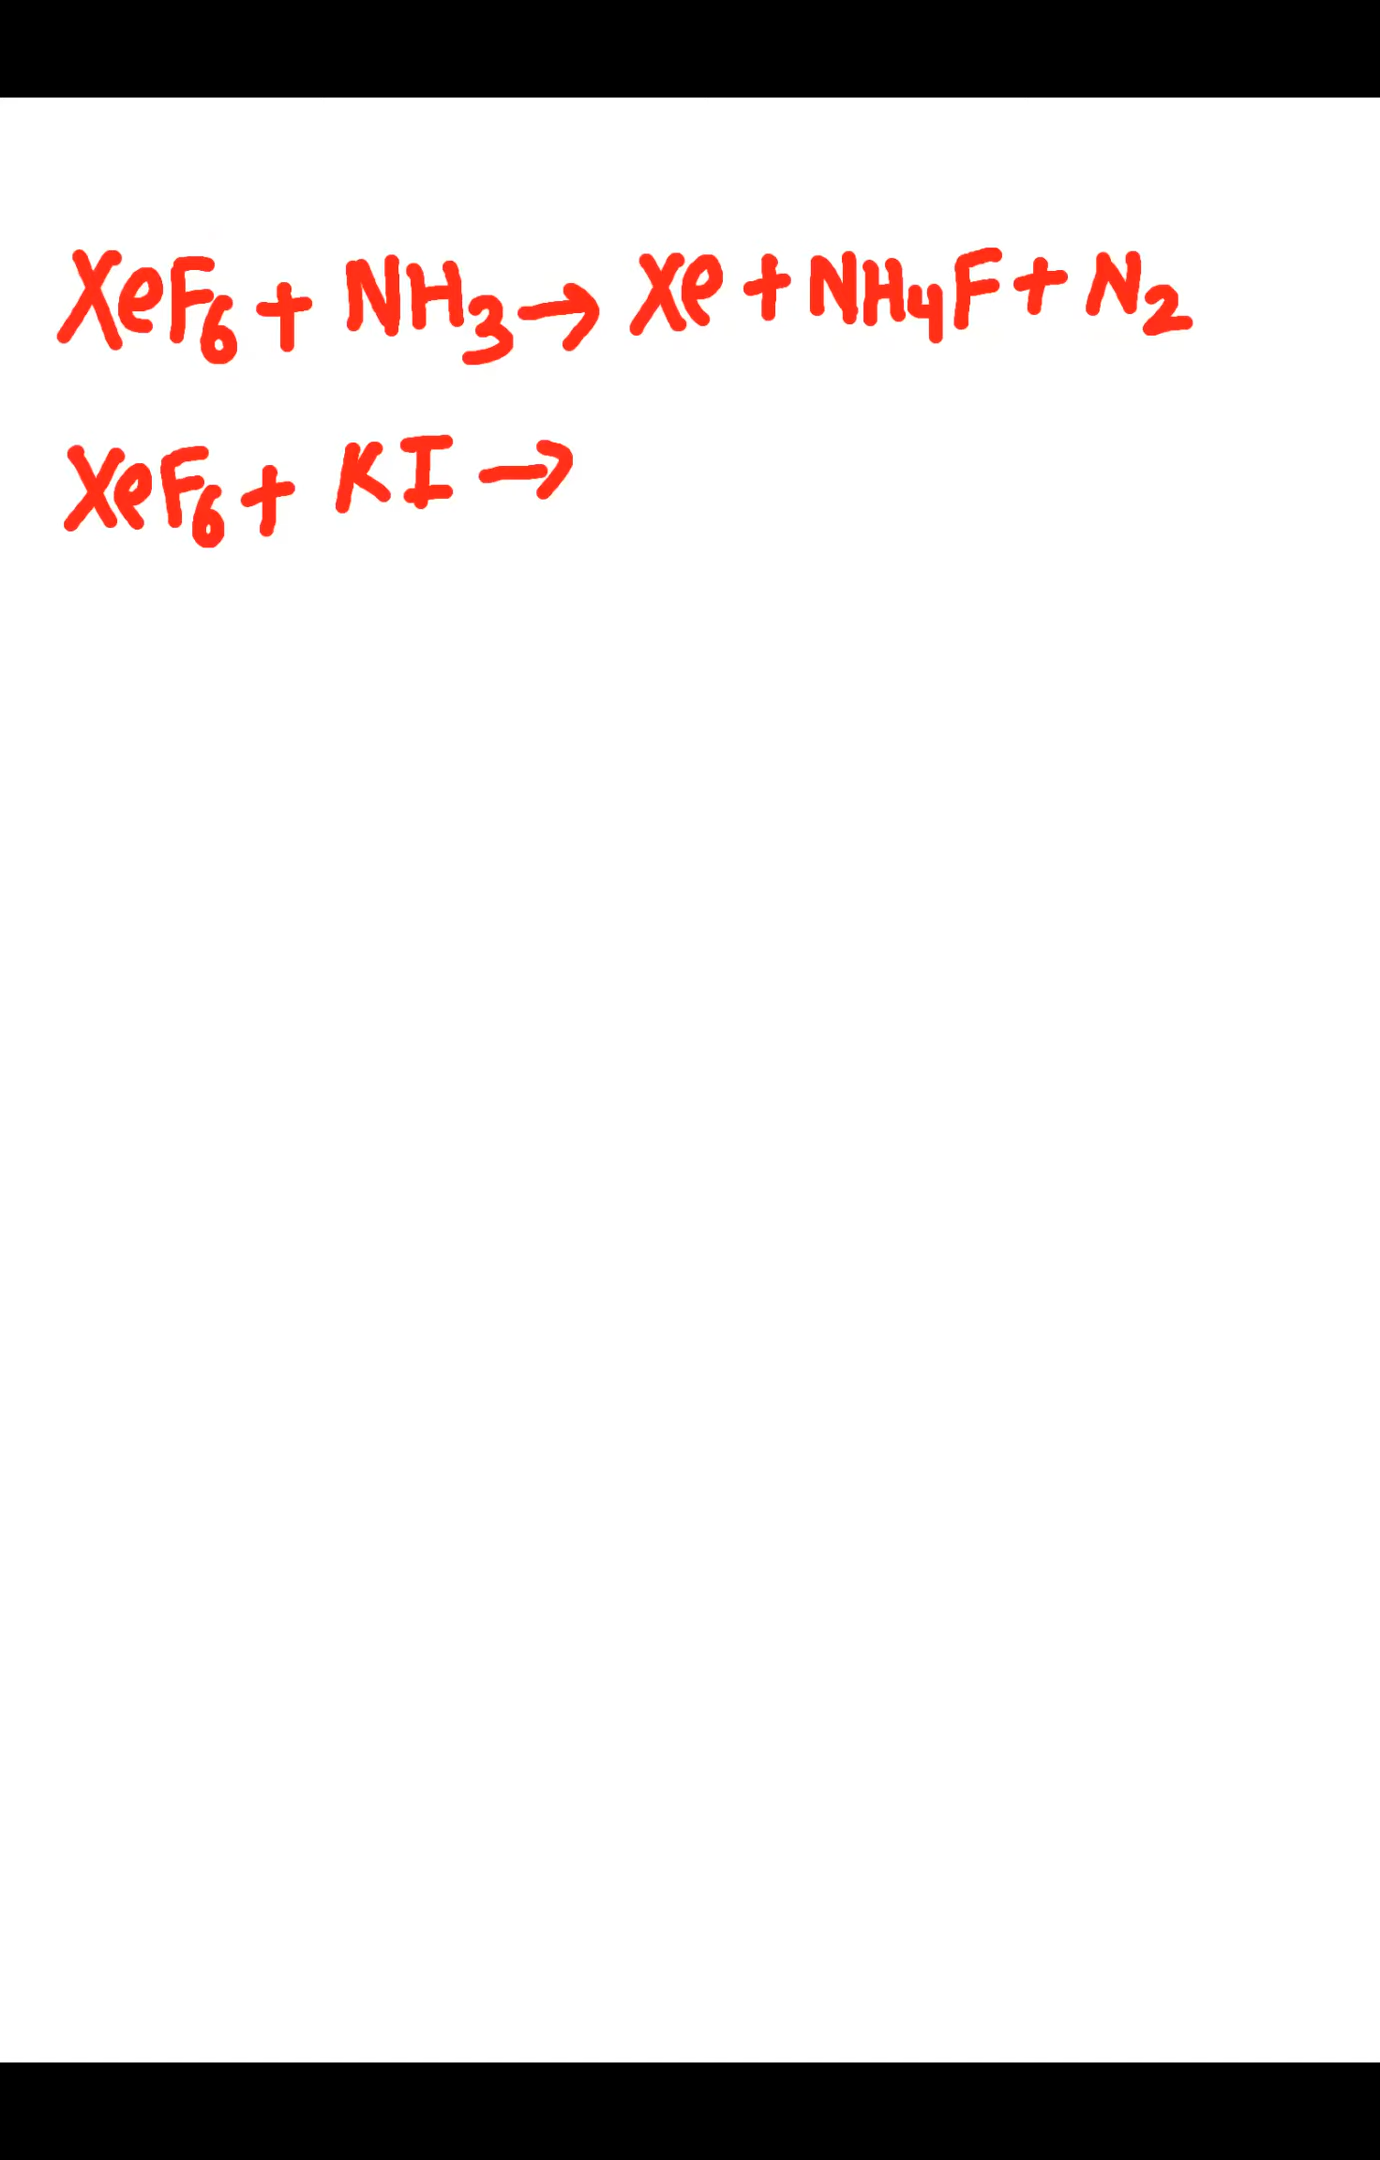 XeF₆ + NH₃ → Xe + NH₄F + N₂
XeF₆ + KI →